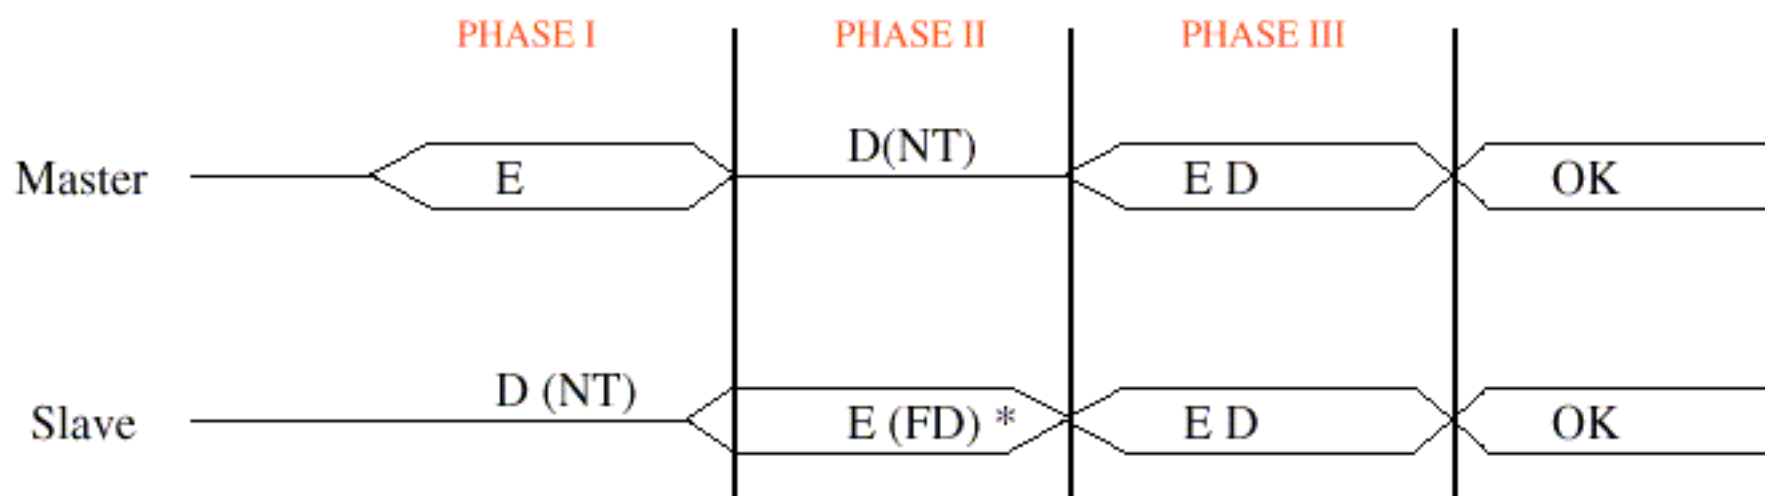 PHASE I PHASE II PHASE III
D(NT)
Master E E D OK
D (NT)
Slave E (FD) * E D OK